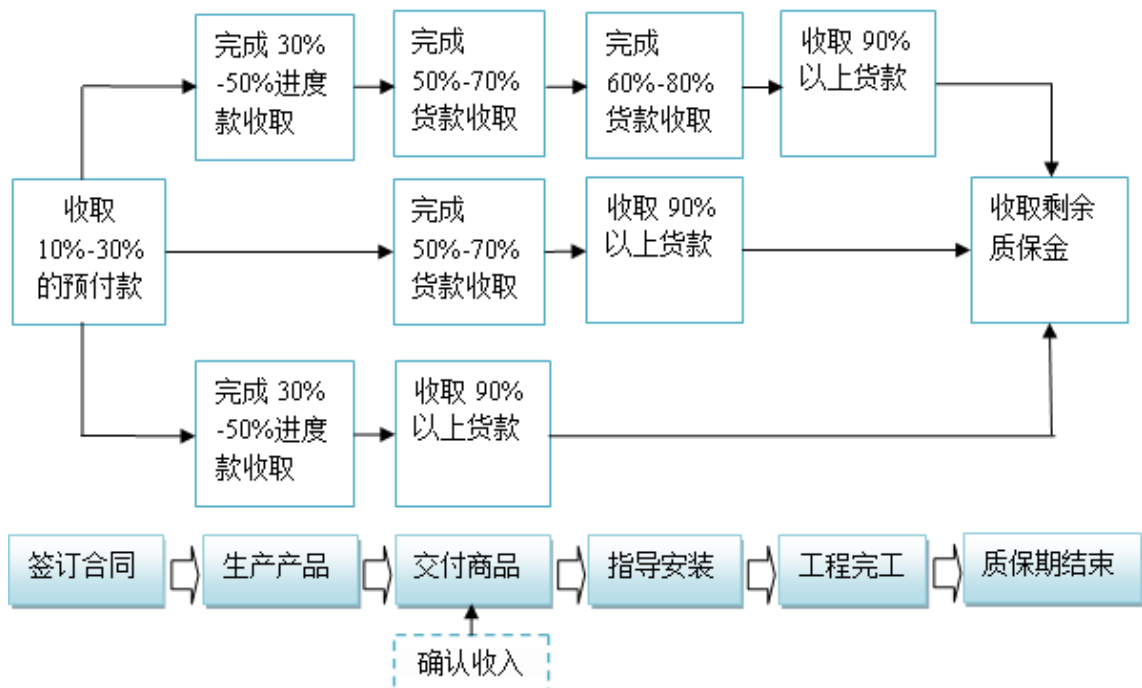 完成 30%
-50%进度
款收取
完成
50%-70%
货款收取
完成
60%-80%
货款收取
收取 90%
以上货款
收取
10%-30%
的预付款
完成
50%-70%
货款收取
收取 90%
以上货款
收取剩余
质保金
完成 30%
-50%进度
款收取
收取 90%
以上货款
签订合同
生产产品
交付商品
指导安装
工程完工
质保期结束
确认收入